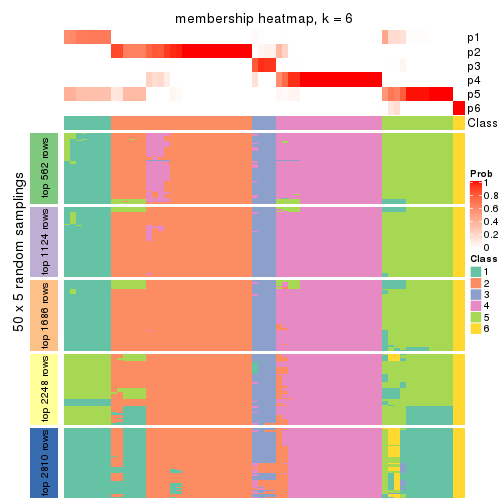 membership heatmap, k = 6
p1
p2
p3
p4
p5
p6
Class
50 x 5 random samplings
top 562 rows
top 1124 rows
top 1686 rows
top 2248 rows
top 2810 rows
Prob
1
0.8
0.6
0.4
0.2
0
Class
1
2
3
4
5
6